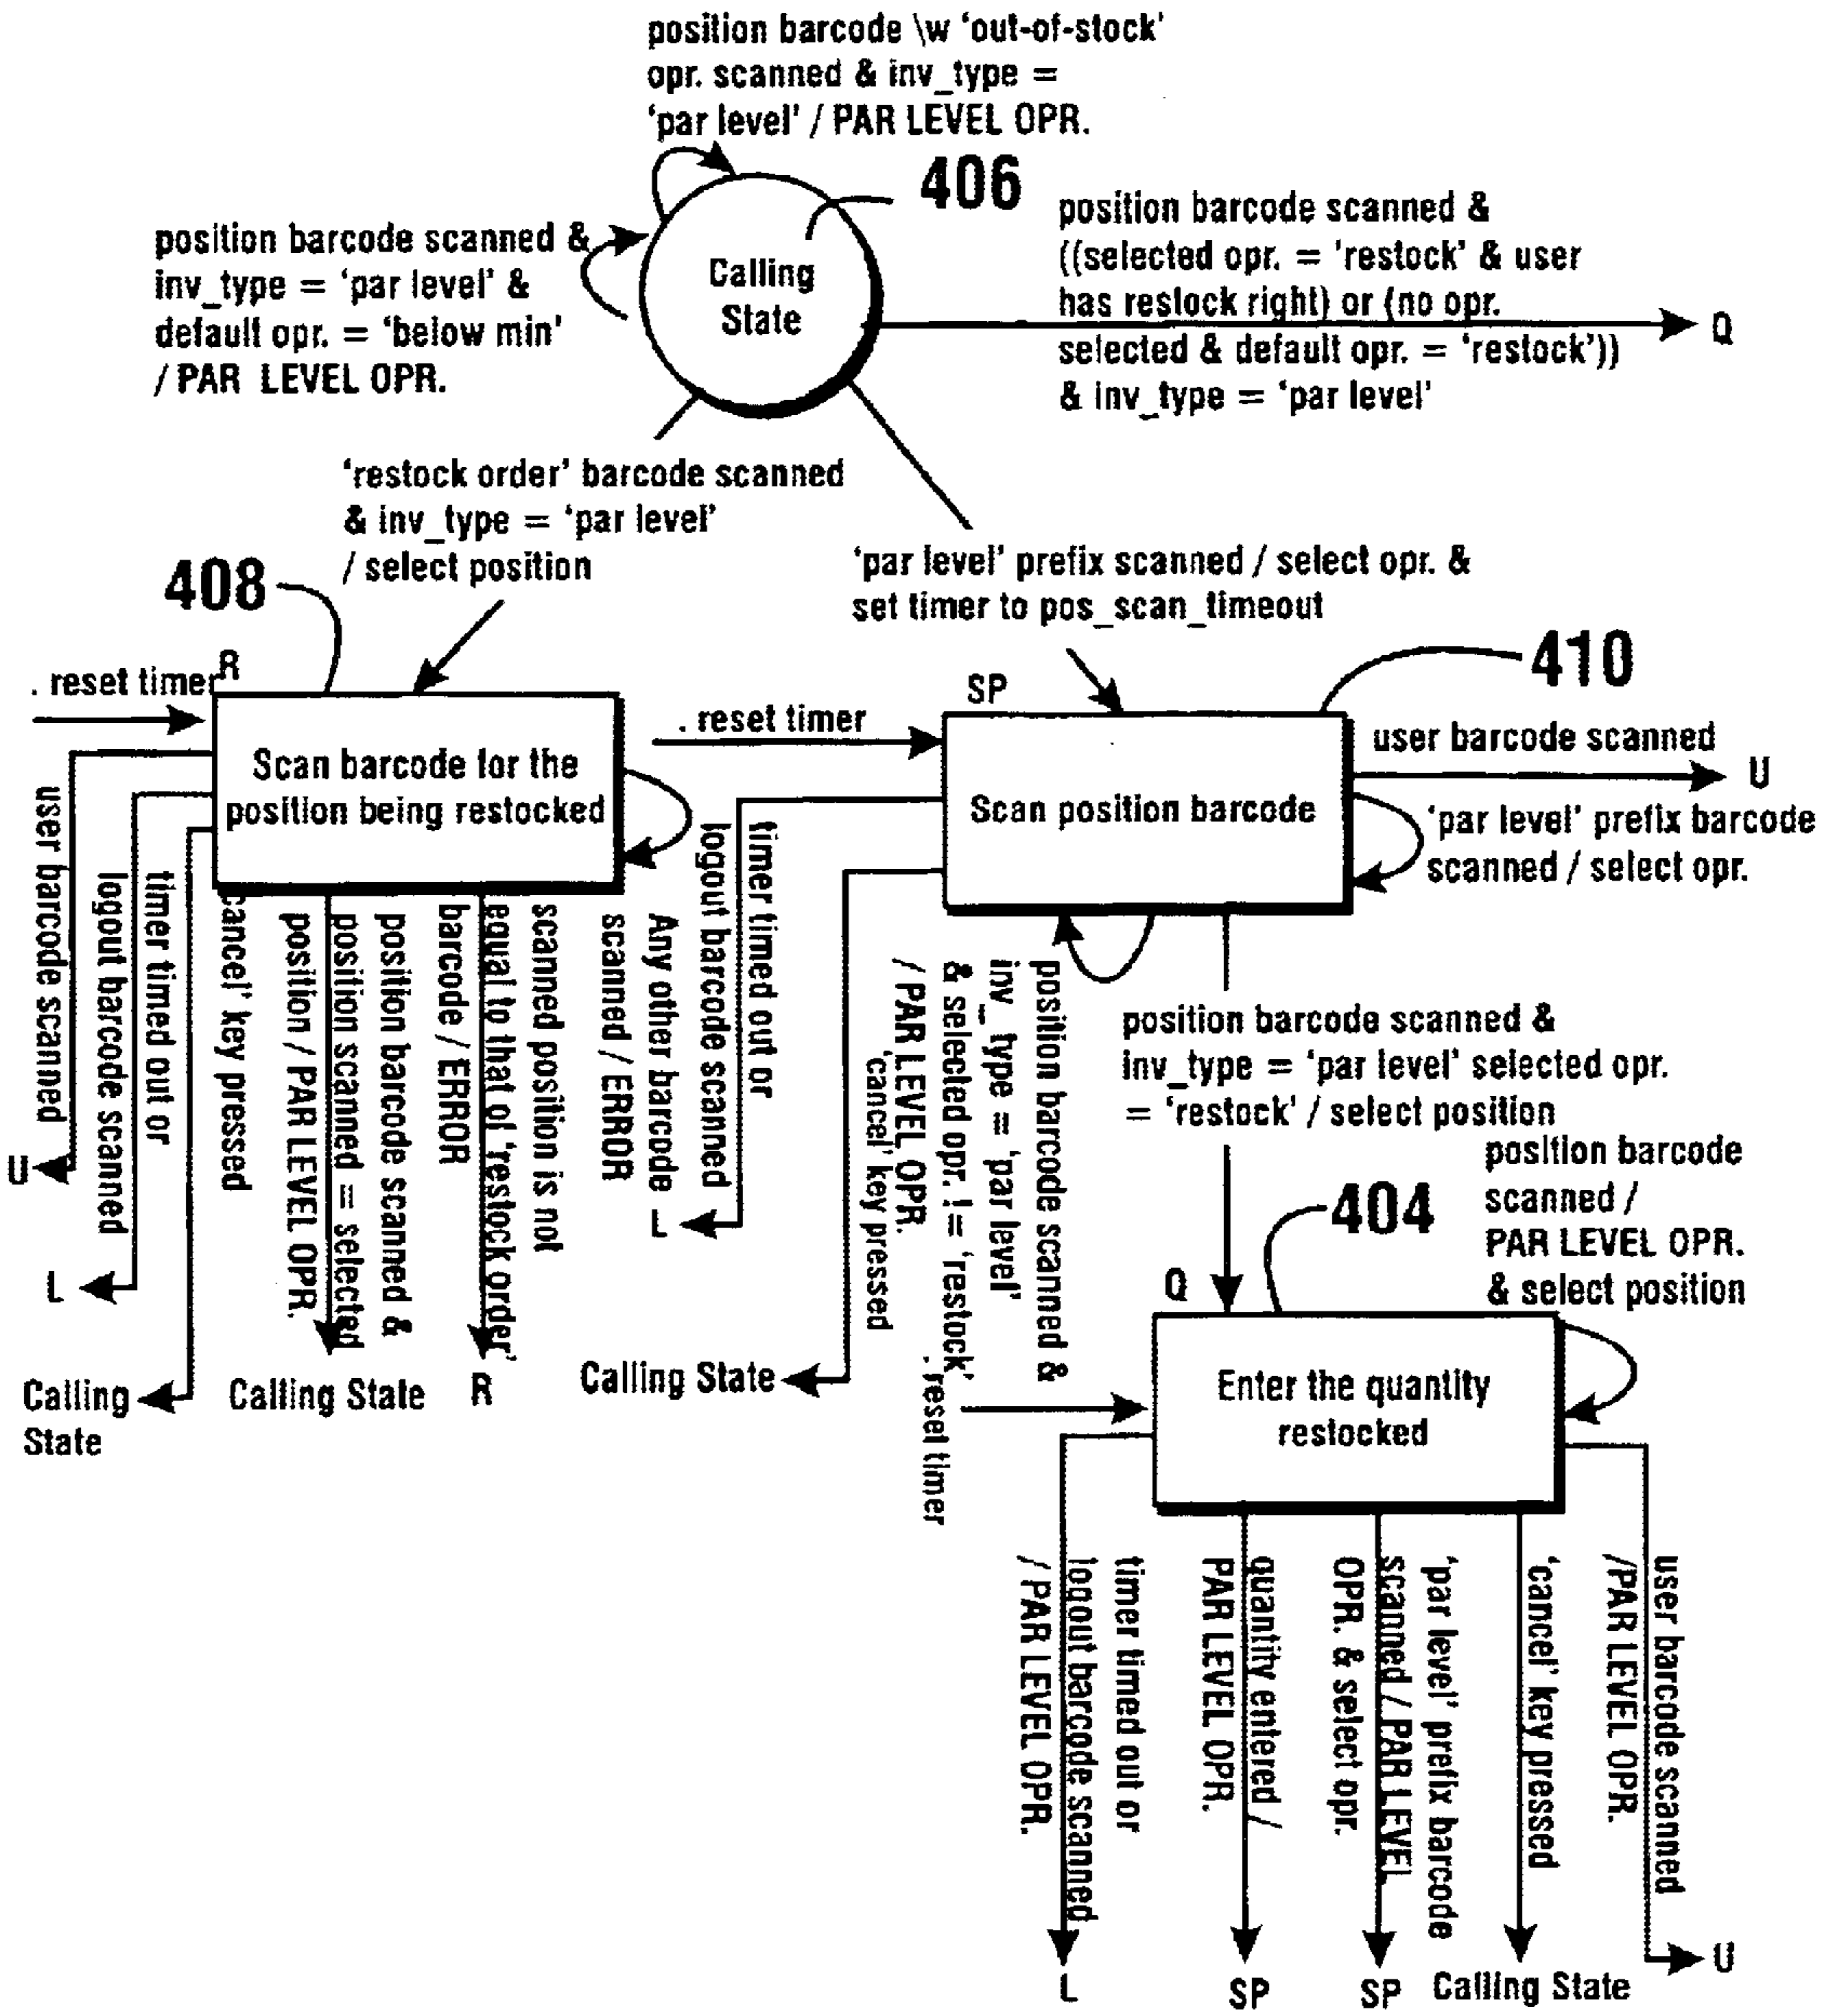 position barcode \w 'out-of-stock'
opr. scanned & inv_type =
'par level' / PAR LEVEL OPR.
406
position barcode scanned &
inv_type = 'par level' &
default opr. = 'below min'
/ PAR LEVEL OPR.
Calling
State
position barcode scanned &
((selected opr. = 'restock' & user
has restock right) or (no opr.
selected & default opr. = 'restock'))
& inv_type = 'par level'
Q
'restock order' barcode scanned
& inv_type = 'par level'
/ select position
408
'par level' prefix scanned / select opr. &
set timer to pos_scan_timeout
410
. reset timer
R
Scan barcode for the
position being restocked
. reset timer
SP
Scan position barcode
user barcode scanned
U
'par level' prefix barcode
scanned / select opr.
user barcode scanned
U
timer timed out or
logout barcode scanned
L
cancel' key pressed
Calling
State
position barcode scanned &
position scanned = selected
position / PAR LEVEL OPR.
Calling State
scanned position is not
equal to that of 'restock order'
barcode / ERROR
R
Any other barcode
scanned / ERROR
timer timed out or
logout barcode scanned
L
'cancel' key pressed
Calling State
position barcode scanned &
inv_type = 'par level'
& selected opr. != 'restock'
/ PAR LEVEL OPR.
position barcode scanned &
inv_type = 'par level' selected opr.
= 'restock' / select position
404
position barcode
scanned /
PAR LEVEL OPR.
& select position
Q
. reset timer
Enter the quantity
restocked
timer timed out or
logout barcode scanned
/ PAR LEVEL OPR.
L
quantity entered /
PAR LEVEL OPR.
SP
'par level' prefix barcode
scanned / PAR LEVEL
OPR. & select opr.
SP
'cancel' key pressed
Calling State
user barcode scanned
/PAR LEVEL OPR.
U